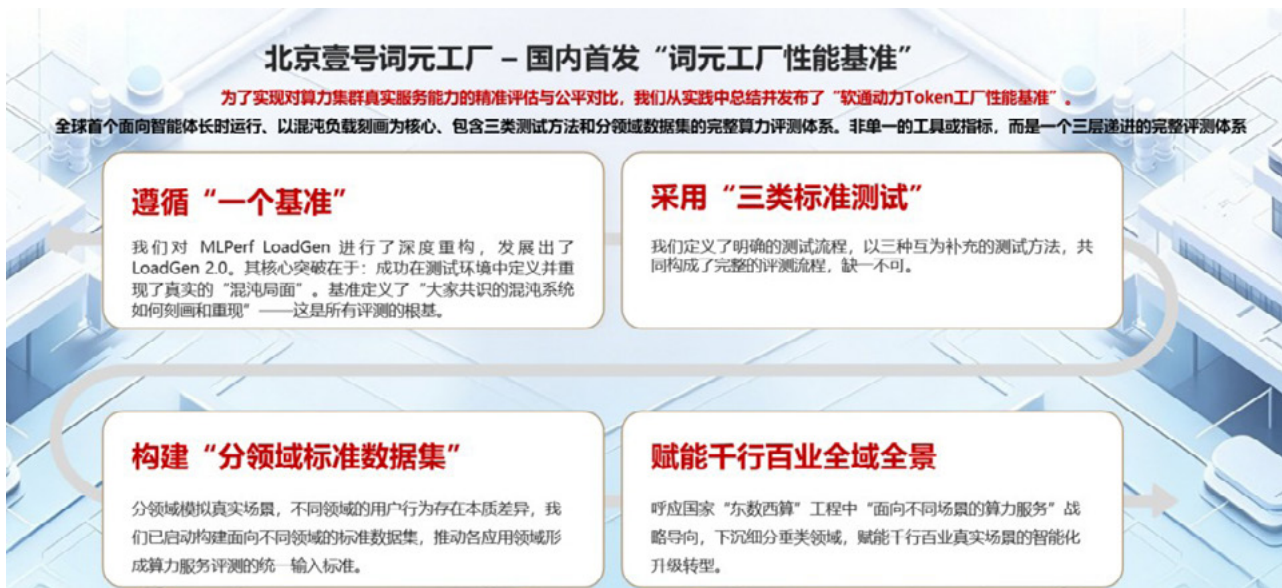 北京壹号词元工厂 – 国内首发“词元工厂性能基准”
为了实现对算力集群真实服务能力的精准评估与公平对比，我们从实践中总结并发布了“软通动力Token工厂性能基准”。
全球首个面向智能体长时运行、以混沌负载刻画为核心、包含三类测试方法和分领域数据集的完整算力评测体系。非单一的工具或指标，而是一个三层递进的完整评测体系
遵循“一个基准”
我们对 MLPerf LoadGen 进行了深度重构，发展出了
LoadGen 2.0。其核心突破在于：成功在测试环境中定义并重
现了真实的“混沌局面”。基准定义了“大家共识的混沌系统
如何刻画和重现”——这是所有评测的根基。
采用“三类标准测试”
我们定义了明确的测试流程，以三种互为补充的测试方法，共
同构成了完整的评测流程，缺一不可。
构建“分领域标准数据集”
分领域模拟真实场景，不同领域的用户行为存在本质差异，我
们已启动构建面向不同领域的标准数据集，推动各应用领域形
成算力服务评测的统一输入标准。
赋能千行百业全域全景
呼应国家“东数西算”工程中“面向不同场景的算力服务”战
略导向，下沉细分垂类领域，赋能千行百业真实场景的智能化
升级转型。